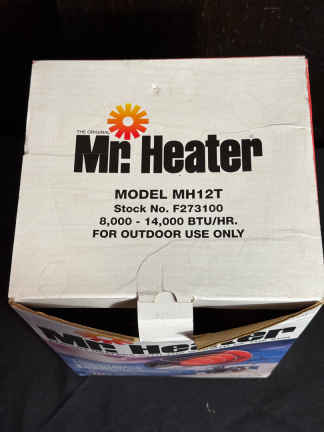 THE ORIGINAL
Mr. Heater®
MODEL MH12T
Stock No. F273100
8,000 - 14,000 BTU/HR.
FOR OUTDOOR USE ONLY
Mr. Heater